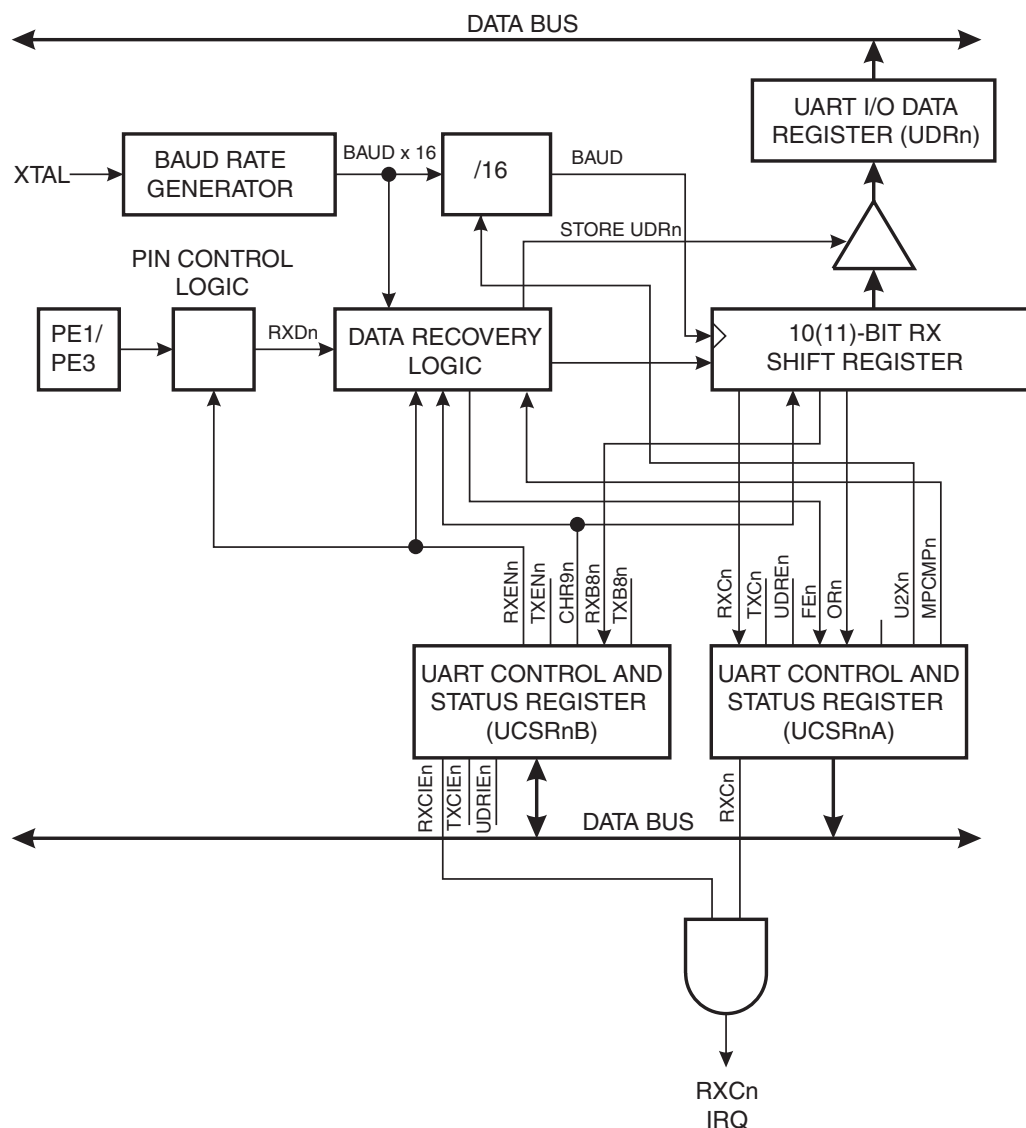 DATA BUS
UART I/O DATA
REGISTER (UDRn)
XTAL
BAUD RATE
GENERATOR
BAUD x 16
/16
BAUD
STORE UDRn
PIN CONTROL
LOGIC
PE1/
PE3
RXDn
DATA RECOVERY
LOGIC
10(11)-BIT RX
SHIFT REGISTER
RXENn
TXENn
CHR9n
RXB8n
TXB8n
RXCn
TXCn
UDREn
FEn
ORn
U2Xn
MPCMPn
UART CONTROL AND
STATUS REGISTER
(UCSRnB)
UART CONTROL AND
STATUS REGISTER
(UCSRnA)
RXCIEn
TXCIEn
UDRIEn
RXCn
DATA BUS
RXCn
IRQ